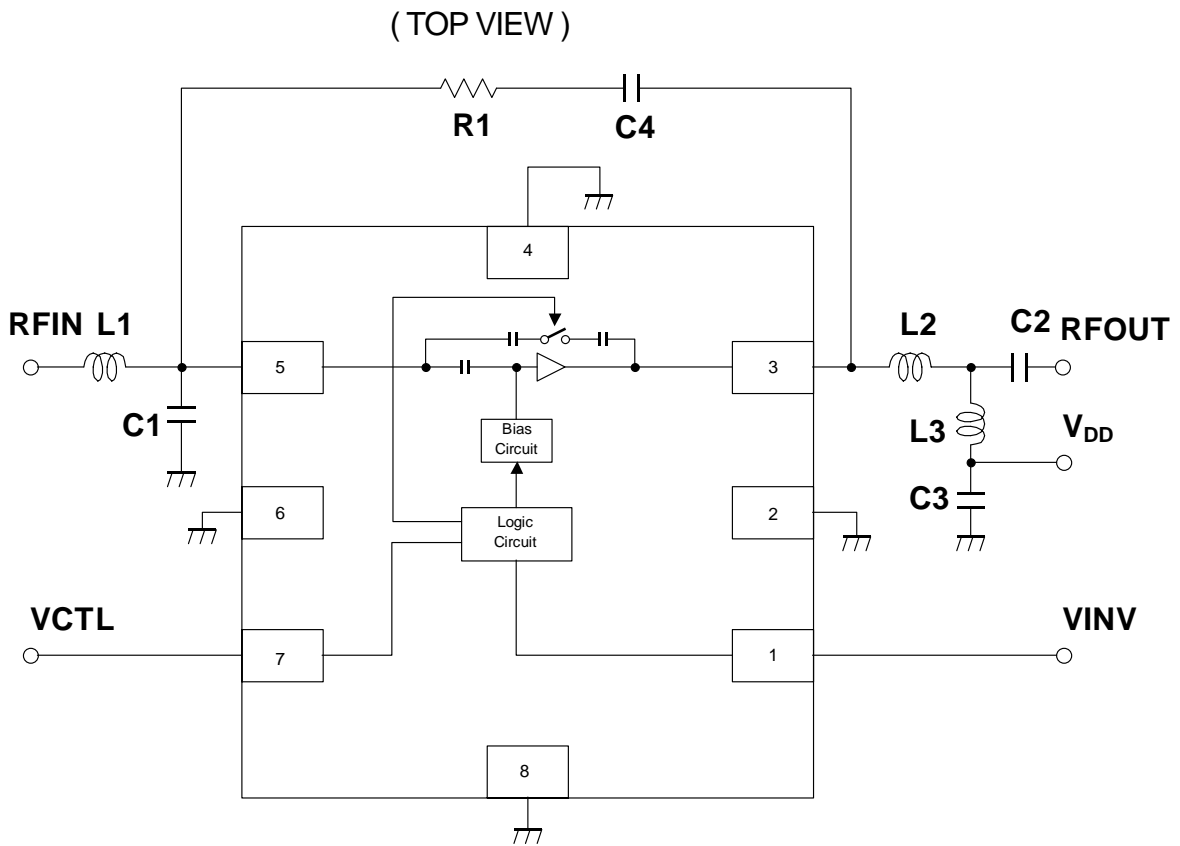 ( TOP VIEW )
R1
C4
4
RFIN
L1
L2
C2
RFOUT
5
3
C1
Bias
Circuit
L3
VDD
C3
6
Logic
Circuit
2
VCTL
VINV
7
1
8